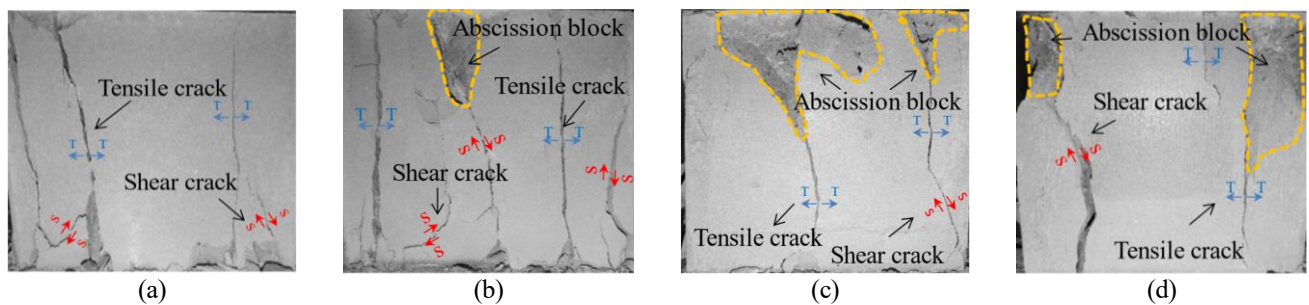 Tensile crack
T T
T T
Shear crack
S S
S S
(a)
Abscission block
Tensile crack
T T
T T
S S
Shear crack
S S
S S
(b)
Abscission block
T T
T T
Tensile crack
S S
Shear crack
(c)
Abscission block
T T
Shear crack
S S
T T
Tensile crack
(d)